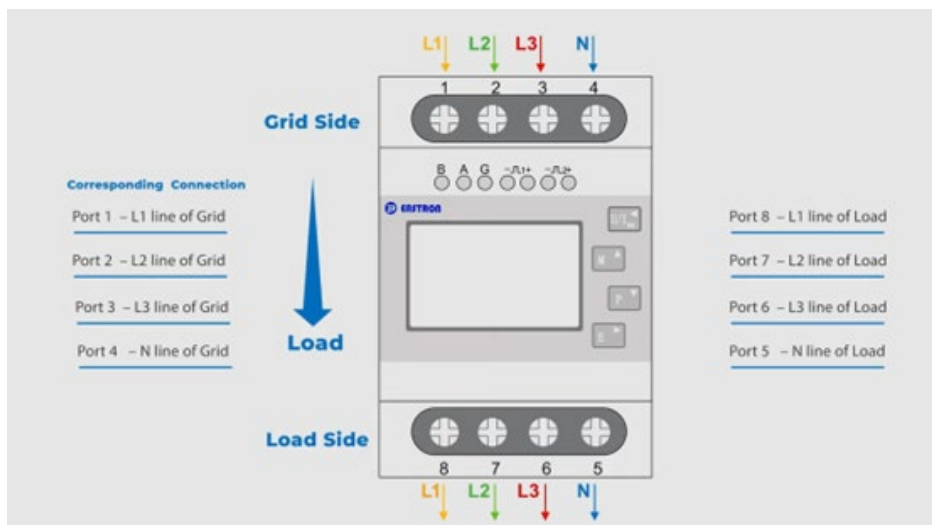 L1 L2 L3 N
1 2 3 4
Grid Side
B A G 1+ 2+
EASTRON
Corresponding Connection
Port 1 – L1 line of Grid
Port 2 – L2 line of Grid
Port 3 – L3 line of Grid
Port 4 – N line of Grid
Load
M
P
E
Port 8 – L1 line of Load
Port 7 – L2 line of Load
Port 6 – L3 line of Load
Port 5 – N line of Load
Load Side
8 7 6 5
L1 L2 L3 N